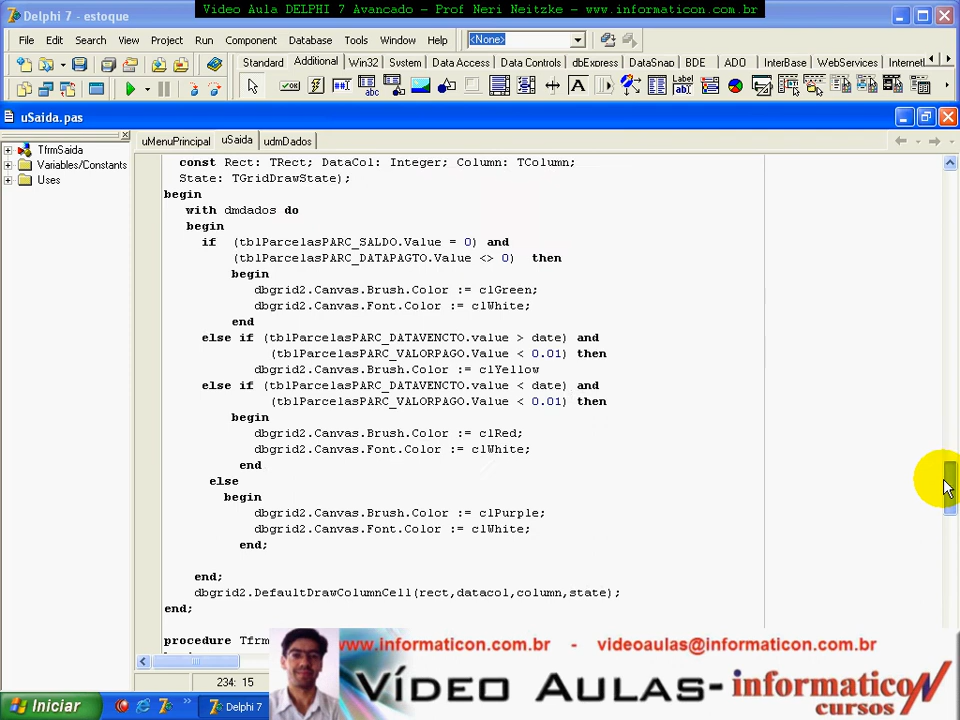 Video Aula DELPHI 7 Avancado - Prof Neri Neitzke - www.informaticon.com.br
Delphi 7 - estoque
File Edit Search View Project Run Component Database Tools Window Help <None>
Standard Additional Win32 System Data Access Data Controls dbExpress DataSnap BDE ADO InterBase WebServices Internet
uSaida.pas
uMenuPrincipal uSaida udmDados
TfrmSaida
Variables/Constants
Uses
const Rect: TRect; DataCol: Integer; Column: TColumn;
State: TGridDrawState);
begin
with dmdados do
begin
if (tblParcelasPARC_SALDO.Value = 0) and
(tblParcelasPARC_DATAPAGTO.Value <> 0) then
begin
dbgrid2.Canvas.Brush.Color := clGreen;
dbgrid2.Canvas.Font.Color := clWhite;
end
else if (tblParcelasPARC_DATAVENCTO.value > date) and
(tblParcelasPARC_VALORPAGO.Value < 0.01) then
dbgrid2.Canvas.Brush.Color := clYellow
else if (tblParcelasPARC_DATAVENCTO.value < date) and
(tblParcelasPARC_VALORPAGO.Value < 0.01) then
begin
dbgrid2.Canvas.Brush.Color := clRed;
dbgrid2.Canvas.Font.Color := clWhite;
end
else
begin
dbgrid2.Canvas.Brush.Color := clPurple;
dbgrid2.Canvas.Font.Color := clWhite;
end;
end;
dbgrid2.DefaultDrawColumnCell(rect,datacol,column,state);
end;
procedure Tfrm
234: 15
www.informaticon.com.br - videoaulas@informaticon.com.br
VÍDEO AULAS- informaticon
cursos
Iniciar Delphi 7